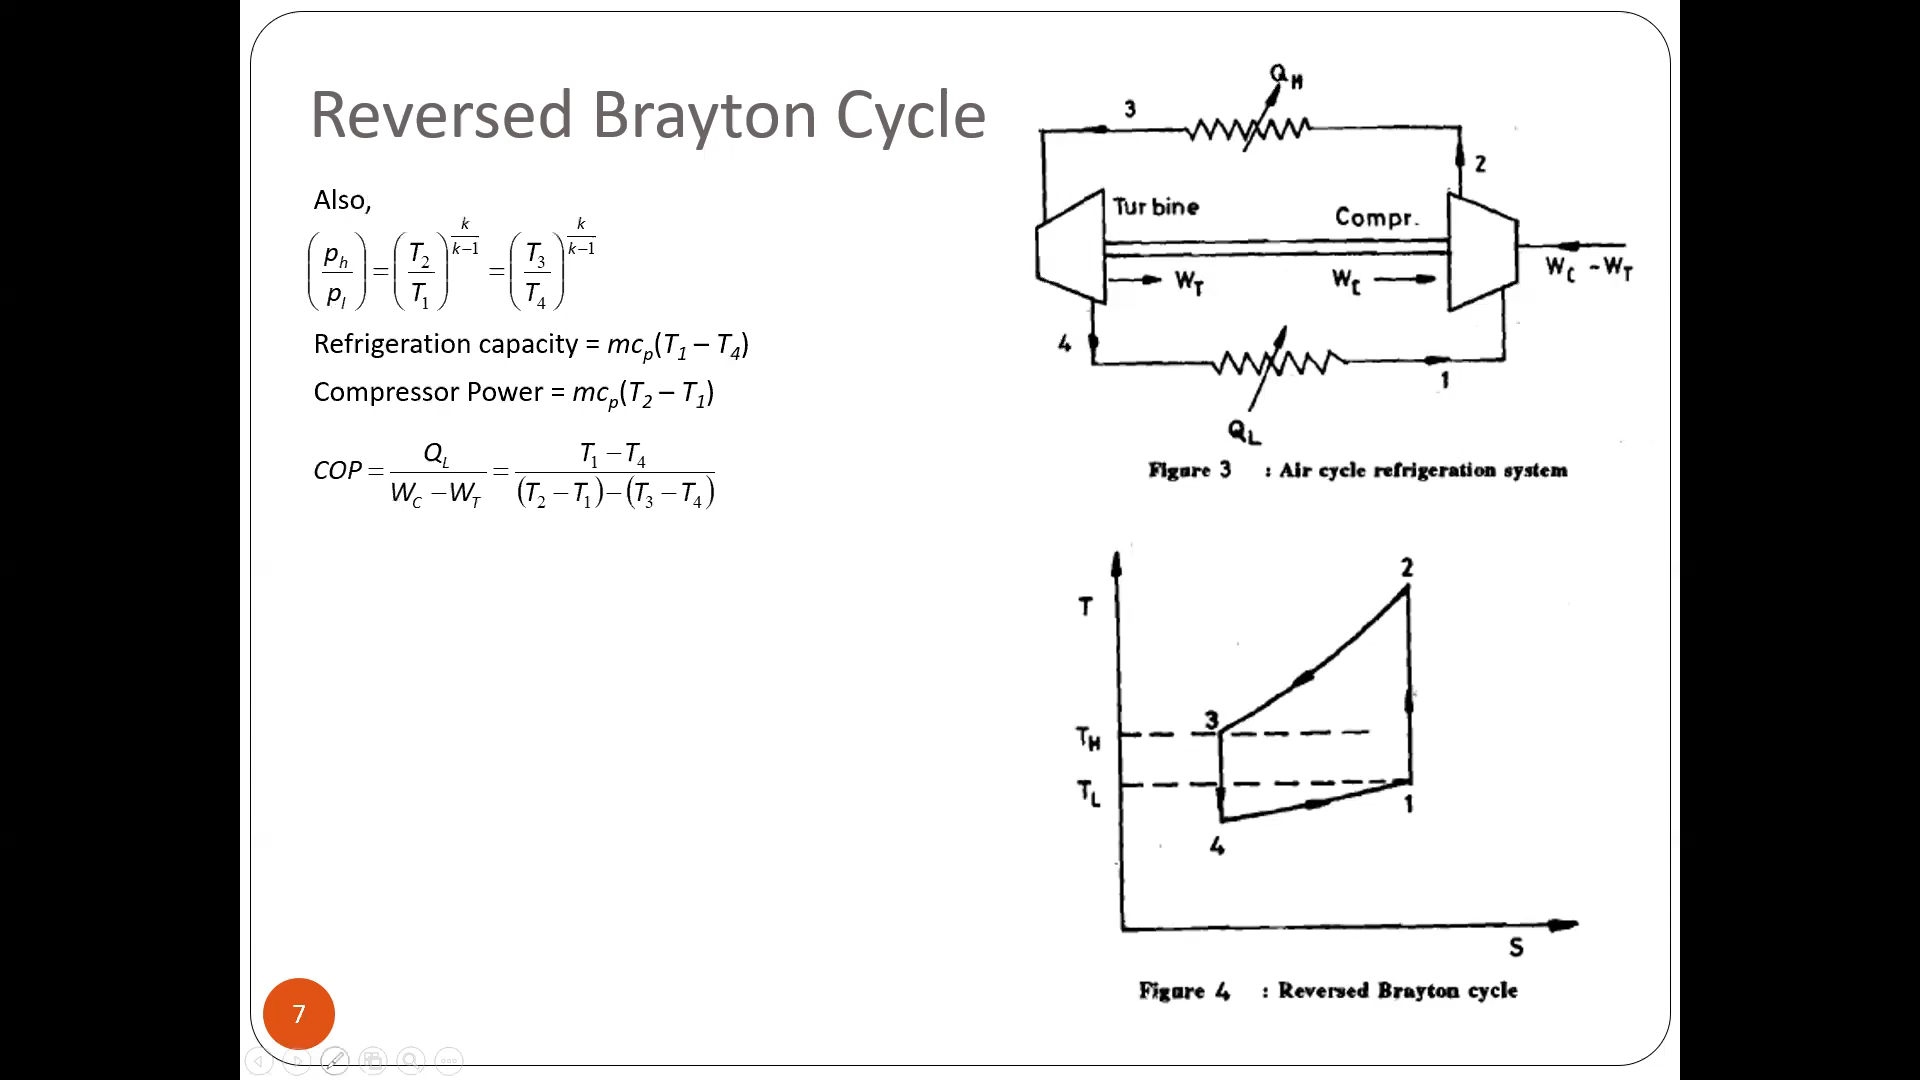 Reversed Brayton Cycle
Also,
(p_h / p_l) = (T_2 / T_1)^(k / k−1) = (T_3 / T_4)^(k / k−1)
Refrigeration capacity = mc_p(T_1 – T_4)
Compressor Power = mc_p(T_2 – T_1)
COP = Q_L / (W_C − W_T) = (T_1 − T_4) / ((T_2 − T_1) − (T_3 − T_4))
7
Q_H
3
2
Turbine
Compr.
W_T
W_C
W_C - W_T
4
1
Q_L
Figure 3 : Air cycle refrigeration system
2
T
3
T_H
T_L
1
4
S
Figure 4 : Reversed Brayton cycle